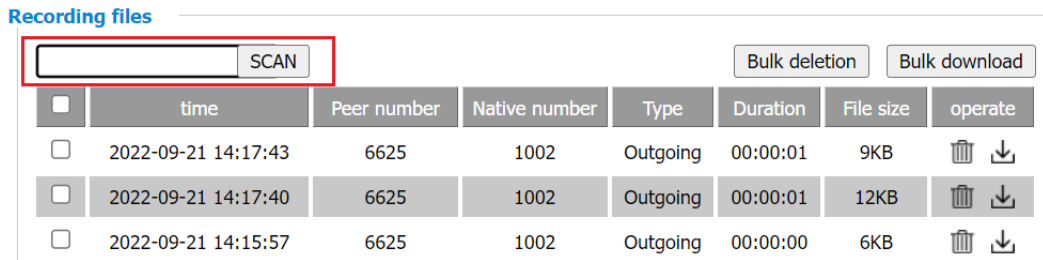 Recording files
SCAN Bulk deletion Bulk download
time Peer number Native number Type Duration File size operate
2022-09-21 14:17:43 6625 1002 Outgoing 00:00:01 9KB
2022-09-21 14:17:40 6625 1002 Outgoing 00:00:01 12KB
2022-09-21 14:15:57 6625 1002 Outgoing 00:00:00 6KB